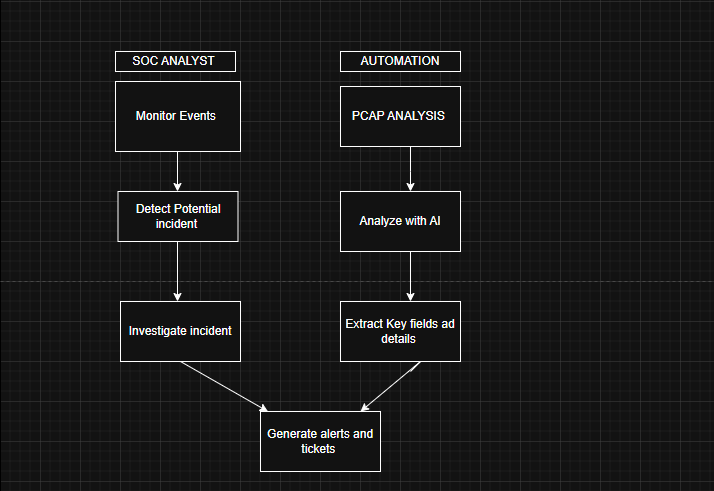 SOC ANALYST
AUTOMATION
Monitor Events
PCAP ANALYSIS
Detect Potential
incident
Analyze with AI
Investigate incident
Extract Key fields ad
details
Generate alerts and
tickets